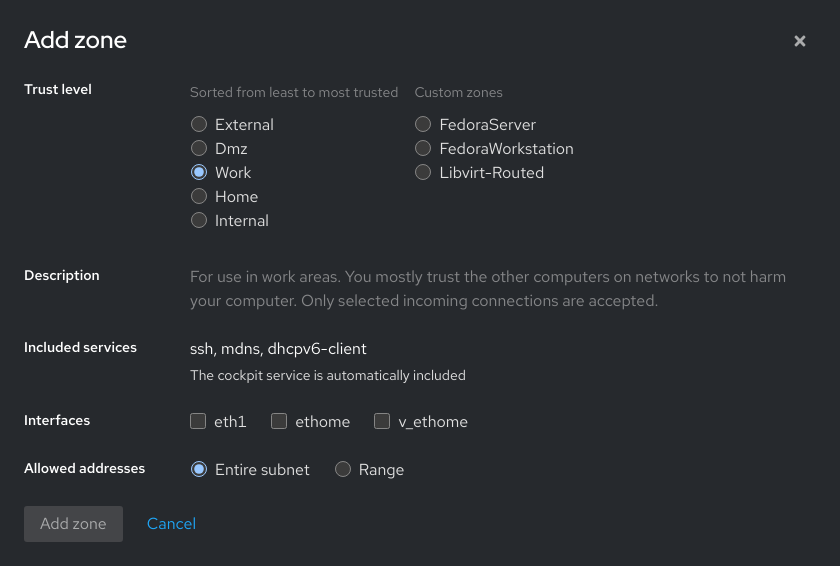 Add zone
Trust level
Sorted from least to most trusted
Custom zones
External
FedoraServer
Dmz
FedoraWorkstation
Work
Libvirt-Routed
Home
Internal
Description
For use in work areas. You mostly trust the other computers on networks to not harm
your computer. Only selected incoming connections are accepted.
Included services
ssh, mdns, dhcpv6-client
The cockpit service is automatically included
Interfaces
eth1
ethome
v_ethome
Allowed addresses
Entire subnet
Range
Add zone
Cancel